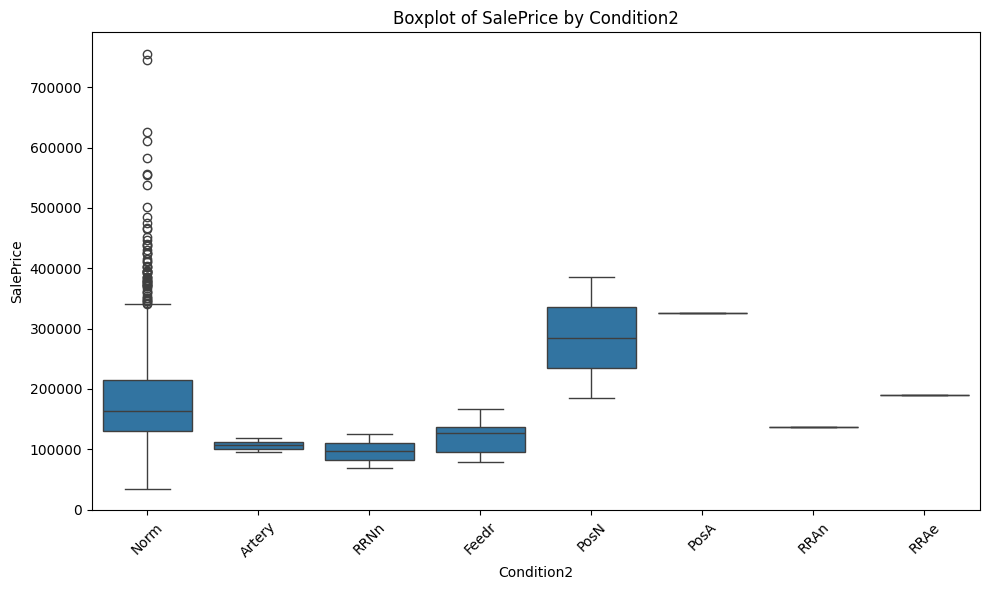 Boxplot of SalePrice by Condition2
SalePrice
700000
600000
500000
400000
300000
200000
100000
0
Norm
Artery
RRNn
Feedr
PosN
PosA
RRAn
RRAe
Condition2